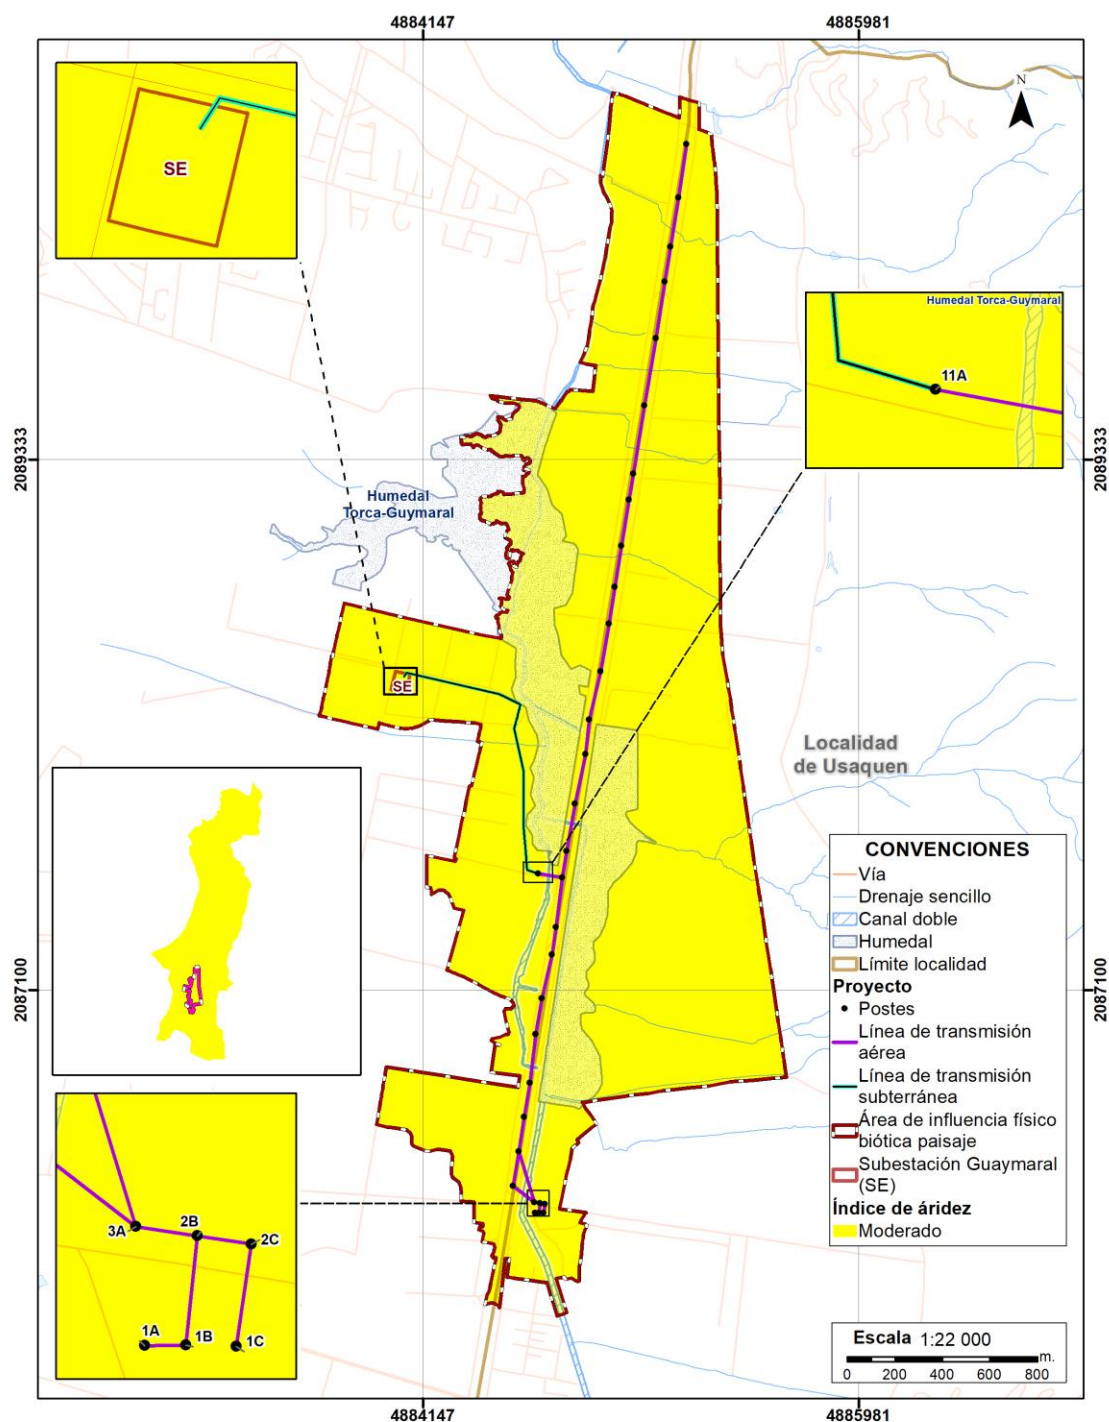 4884147
4885981
N
SE
Humedal Torca-Guymaral
11A
2089333
2089333
Humedal
Torca-Guymaral
SE
Localidad
de Usaquen
CONVENCIONES
Vía
Drenaje sencillo
Canal doble
Humedal
Límite localidad
Proyecto
Postes
Línea de transmisión
aérea
Línea de transmisión
subterránea
Área de influencia físico
biótica paisaje
Subestación Guaymaral
(SE)
Índice de áridez
Moderado
2087100
2087100
3A
2B
2C
1A
1B
1C
Escala 1:22 000
0 200 400 600 800 m.
4884147
4885981